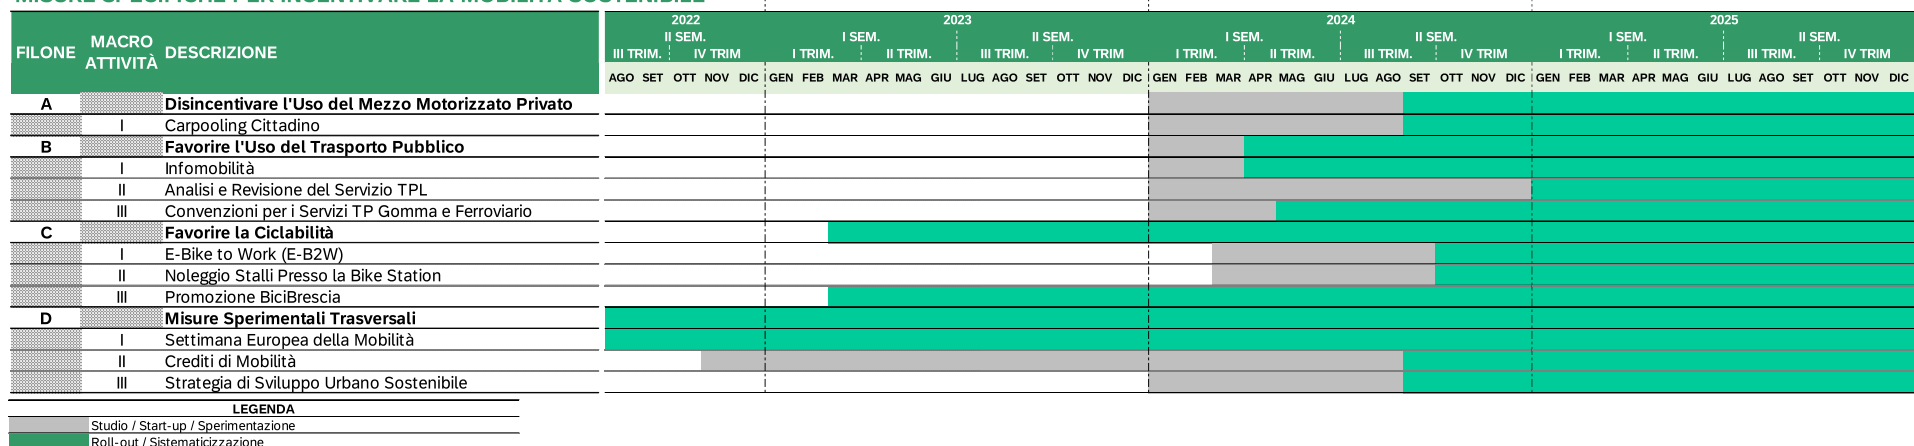 MISURE SPECIFICHE PER INCENTIVARE LA MOBILITÀ SOSTENIBILE
2022 2023 2024 2025
II SEM. I SEM. II SEM. I SEM. II SEM. I SEM. II SEM.
FILONE MACRO ATTIVITÀ DESCRIZIONE
III TRIM. IV TRIM I TRIM. II TRIM. III TRIM. IV TRIM I TRIM. II TRIM. III TRIM. IV TRIM I TRIM. II TRIM. III TRIM. IV TRIM
AGO SET OTT NOV DIC GEN FEB MAR APR MAG GIU LUG AGO SET OTT NOV DIC GEN FEB MAR APR MAG GIU LUG AGO SET OTT NOV DIC GEN FEB MAR APR MAG GIU LUG AGO SET OTT NOV DIC
A Disincentivare l'Uso del Mezzo Motorizzato Privato
I Carpooling Cittadino
B Favorire l'Uso del Trasporto Pubblico
I Infomobilità
II Analisi e Revisione del Servizio TPL
III Convenzioni per i Servizi TP Gomma e Ferroviario
C Favorire la Ciclabilità
I E-Bike to Work (E-B2W)
II Noleggio Stalli Presso la Bike Station
III Promozione BiciBrescia
D Misure Sperimentali Trasversali
I Settimana Europea della Mobilità
II Crediti di Mobilità
III Strategia di Sviluppo Urbano Sostenibile
LEGENDA
Studio / Start-up / Sperimentazione
Roll-out / Sistematicizzazione